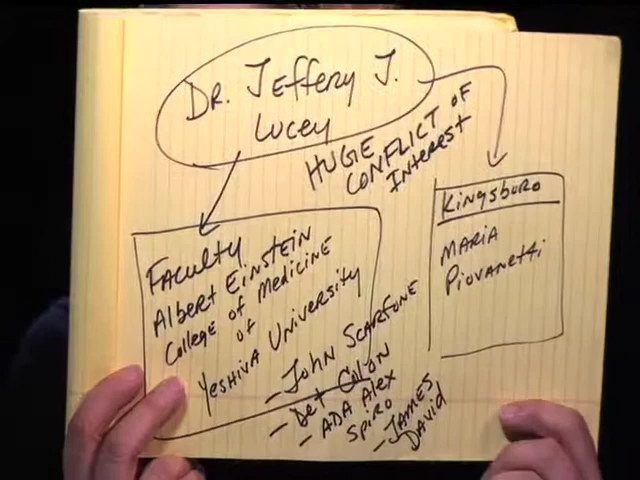 DR. Jeffery J.
Lucey
HUGE
CONFLICT OF
Interest
Faculty
Albert Einstein
College of Medicine
of
Yeshiva University
- John Scarfone
- Det Colon
- ADA Alex
Spiro
- James
David
Kingsboro
Maria
Piovanetti